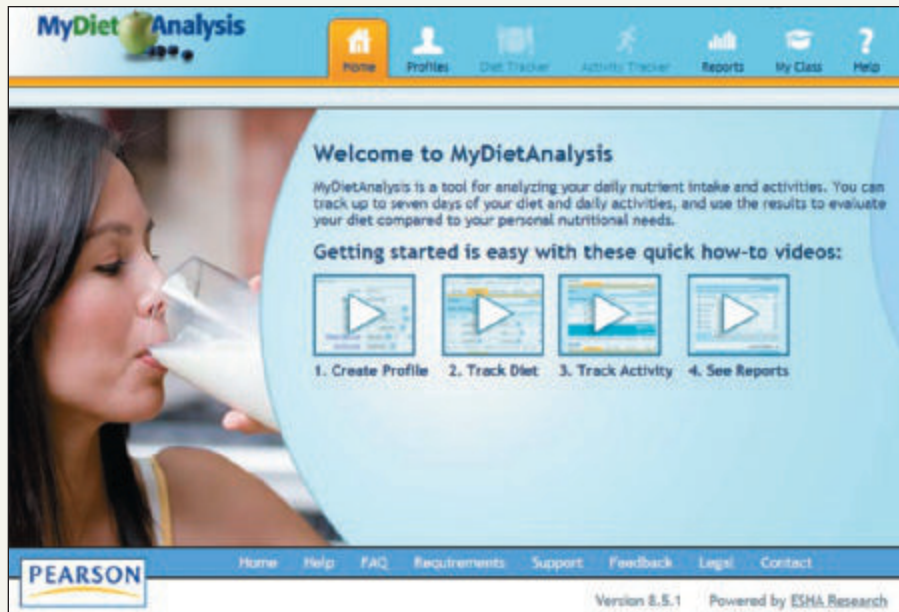 MyDiet Analysis
Home Profiles Diet Tracker Activity Tracker Reports My Class Help
Welcome to MyDietAnalysis
MyDietAnalysis is a tool for analyzing your daily nutrient intake and activities. You can
track up to seven days of your diet and daily activities, and use the results to evaluate
your diet compared to your personal nutritional needs.
Getting started is easy with these quick how-to videos:
1. Create Profile 2. Track Diet 3. Track Activity 4. See Reports
PEARSON
Home Help FAQ Requirements Support Feedback Legal Contact
Version 8.5.1 Powered by ESHA Research